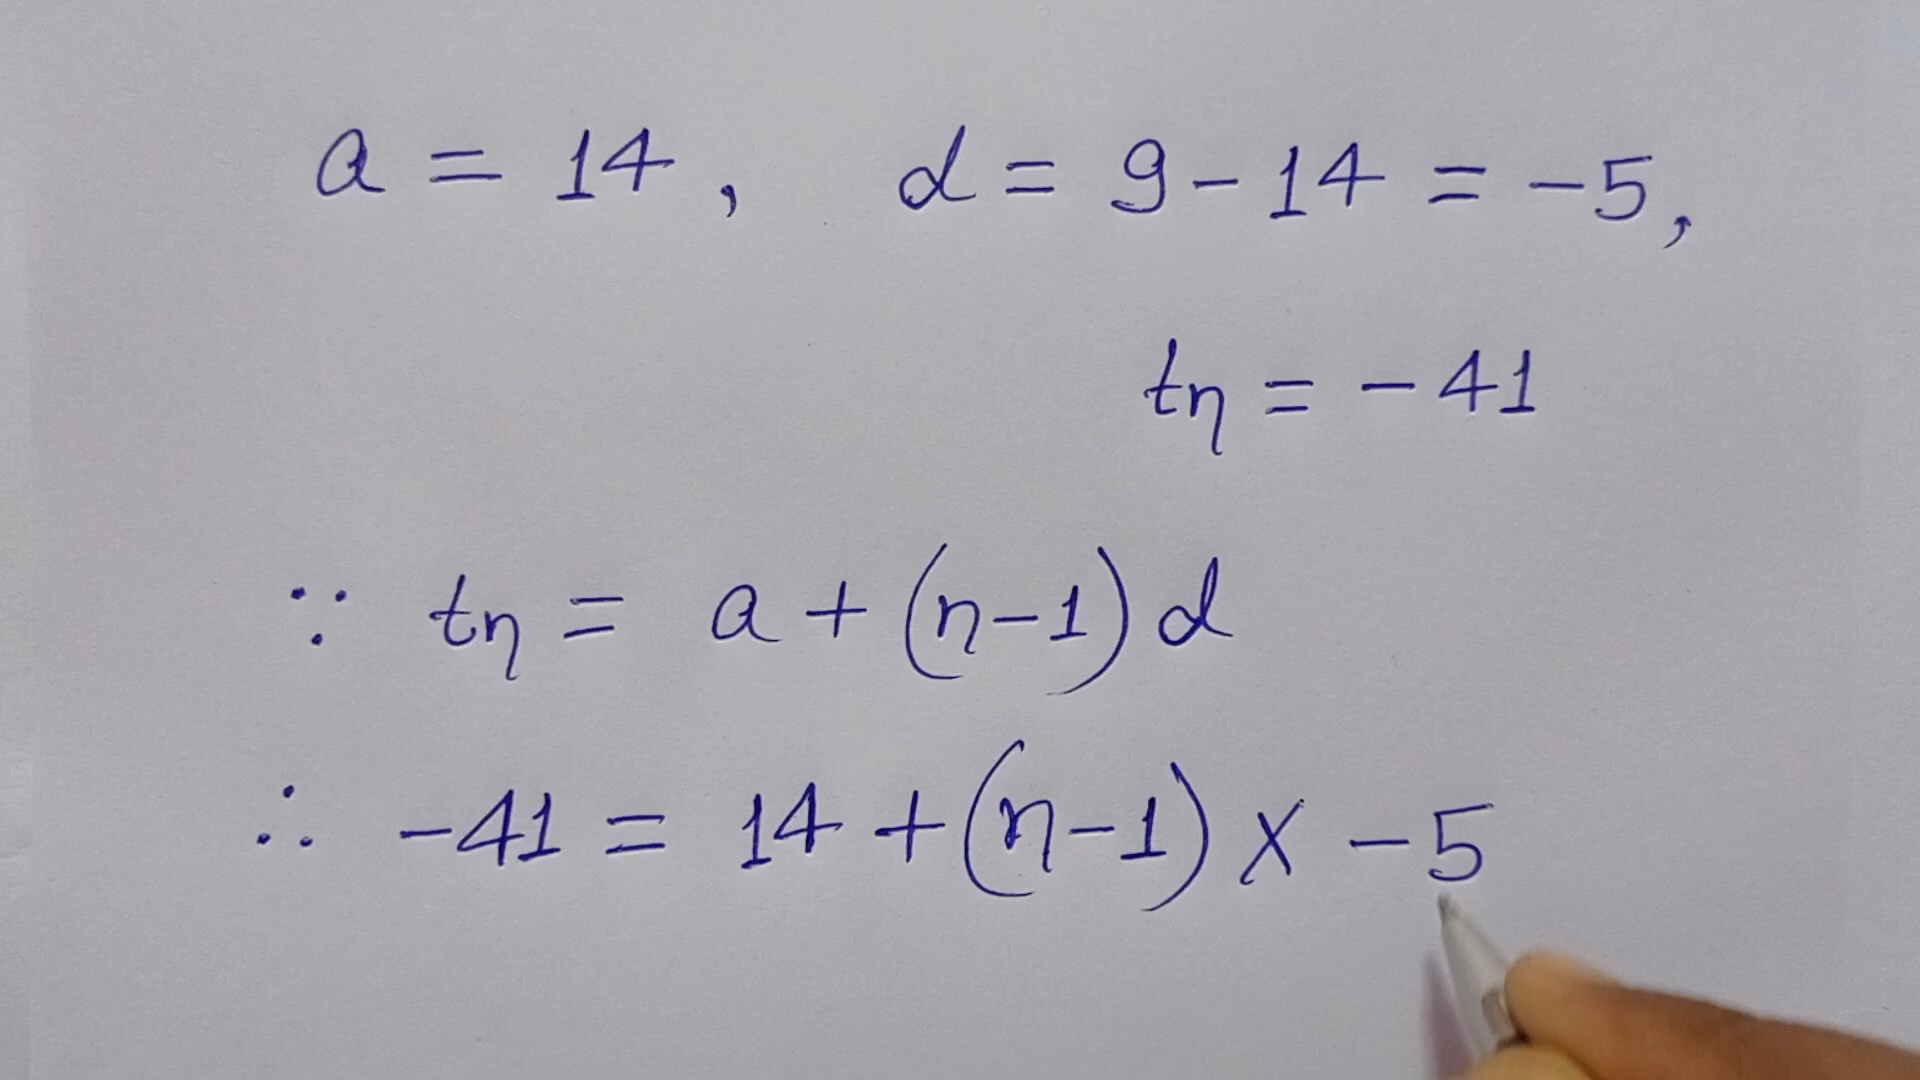 a = 14 , d = 9 - 14 = -5,
tn = - 41
∵ tn = a + (n-1) d
∴ -41 = 14 + (n-1) x - 5